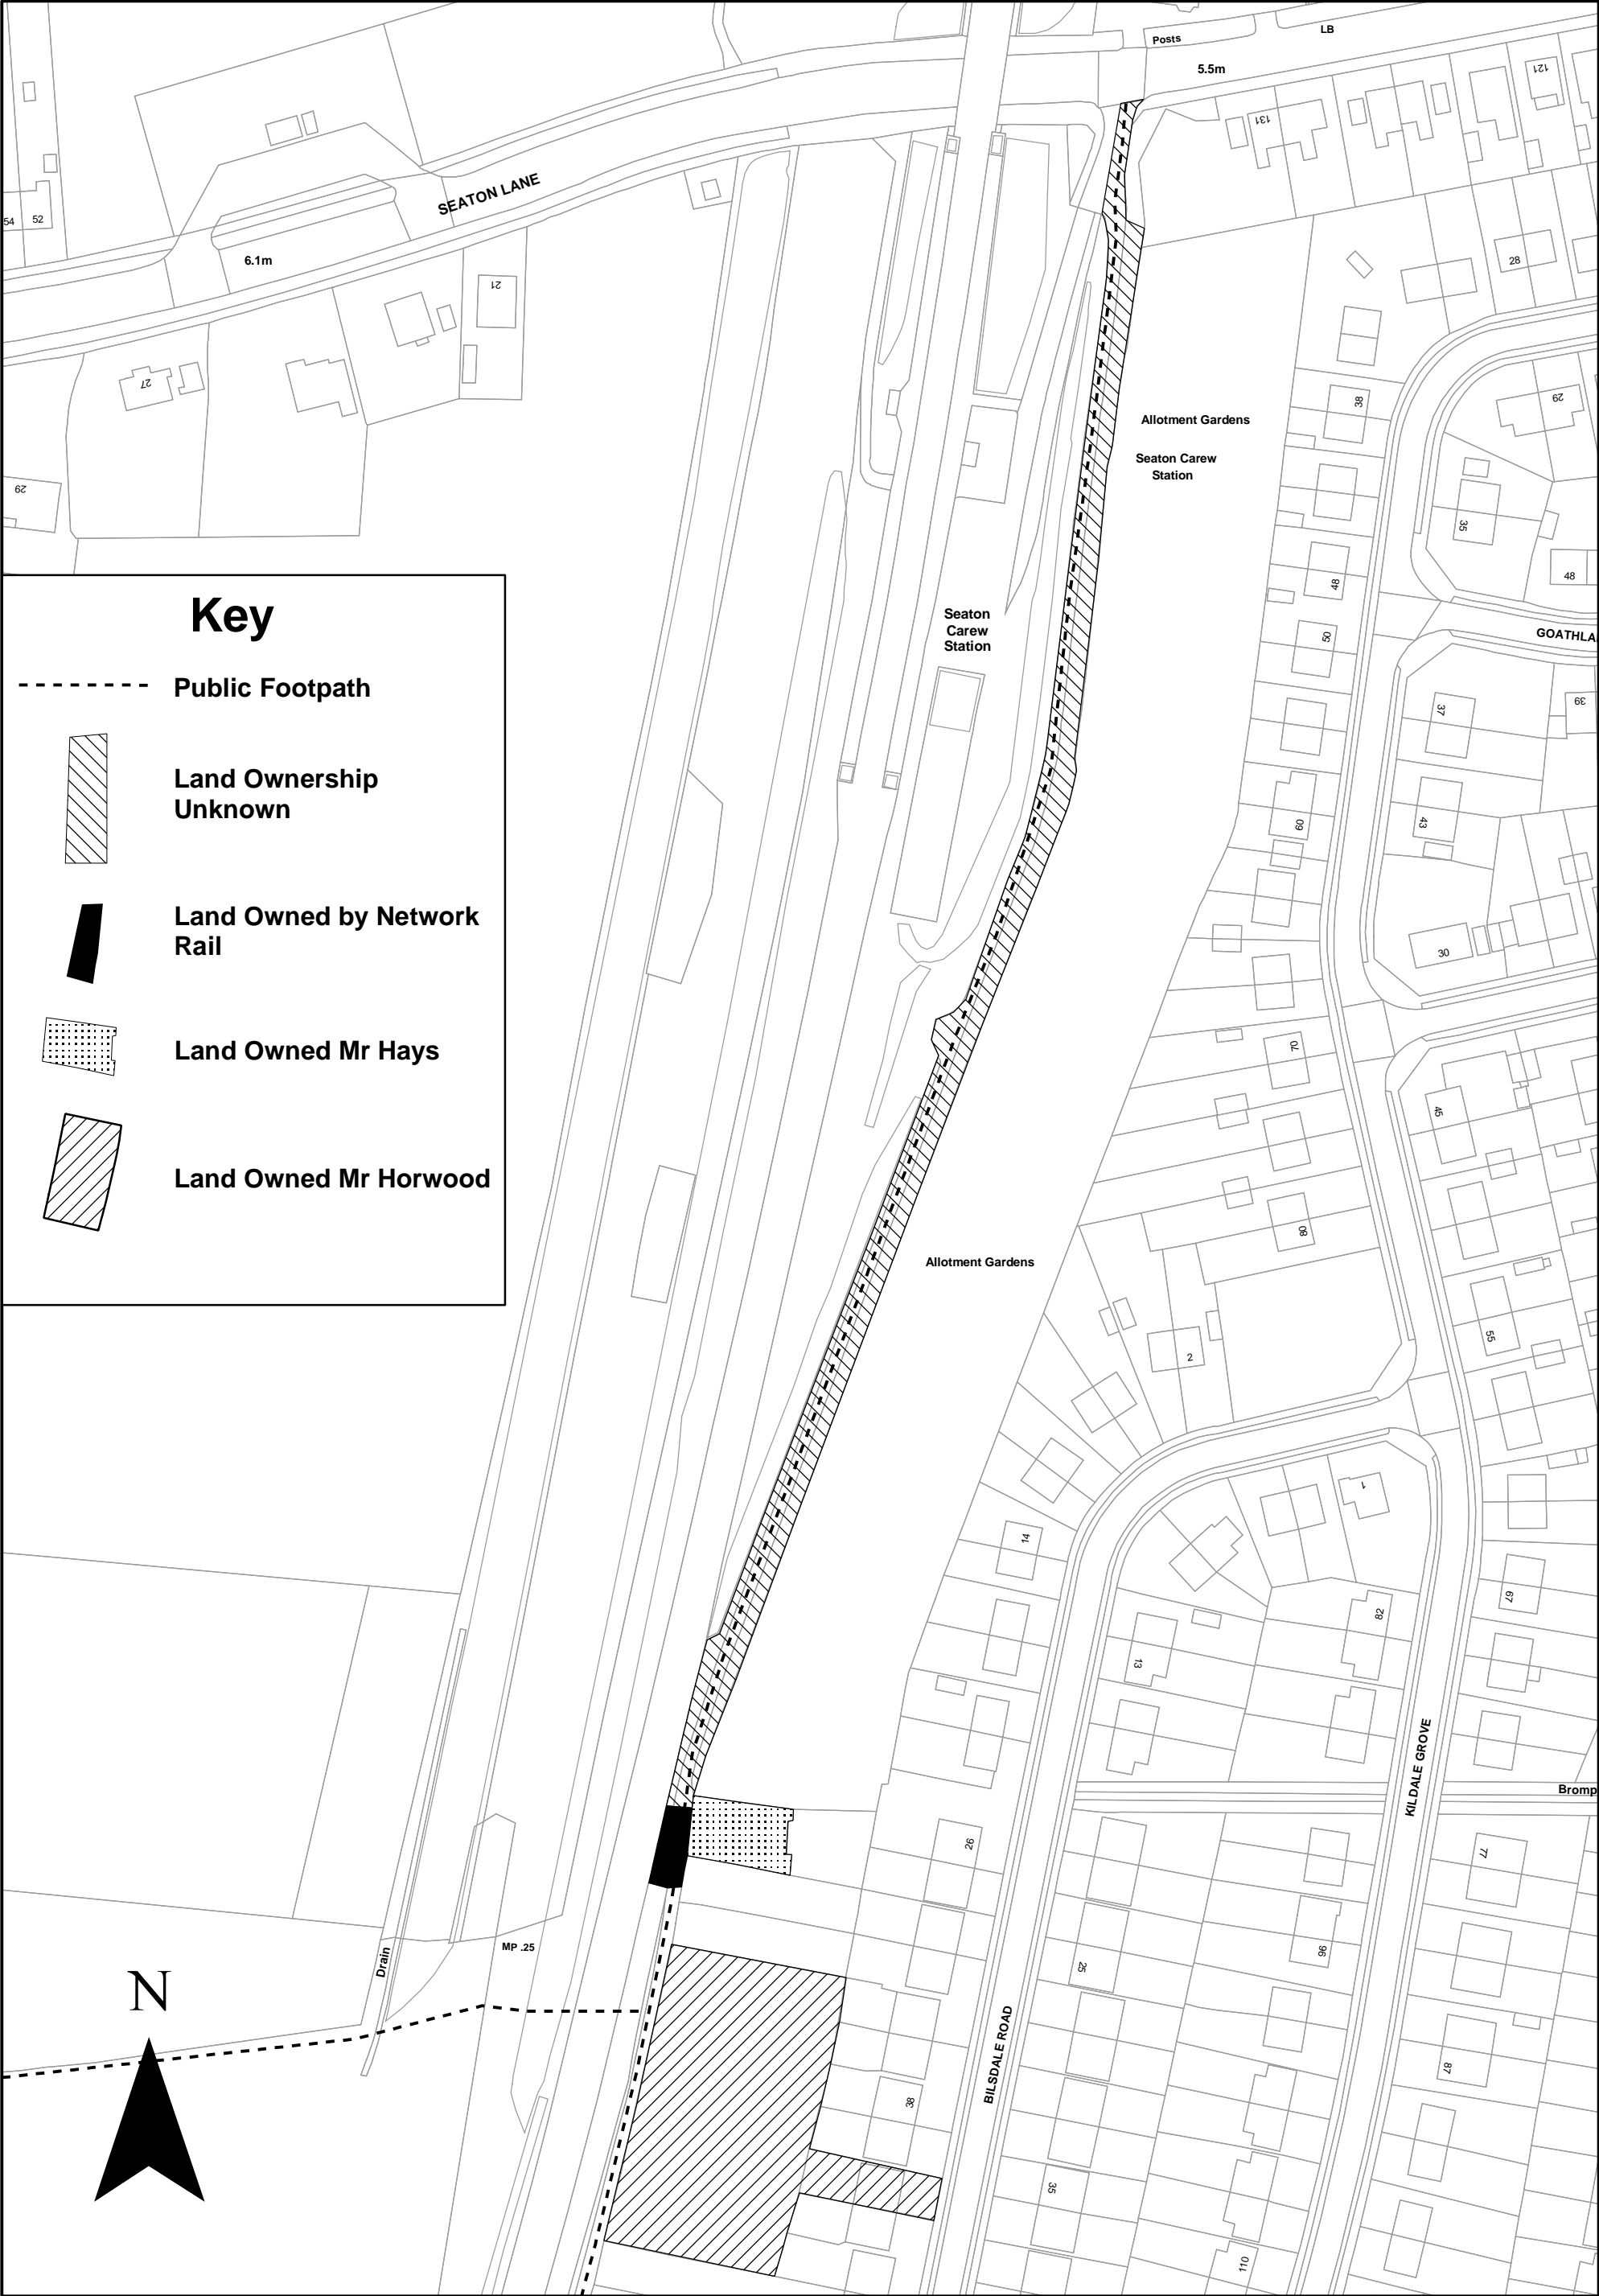 Posts
LB
5.5m
121
131
SEATON LANE
54
52
6.1m
21
28
27
38
29
Allotment Gardens
Seaton Carew
Station
29
35
48
48
Key
Seaton
Carew
Station
50
GOATHLA
Public Footpath
37
39
Land Ownership
Unknown
60
43
Land Owned by Network
Rail
30
70
Land Owned Mr Hays
45
Land Owned Mr Horwood
80
Allotment Gardens
2
55
1
14
67
82
13
KILDALE GROVE
Bromp
26
77
MP .25
Drain
96
25
N
BILSDALE ROAD
87
38
35
110